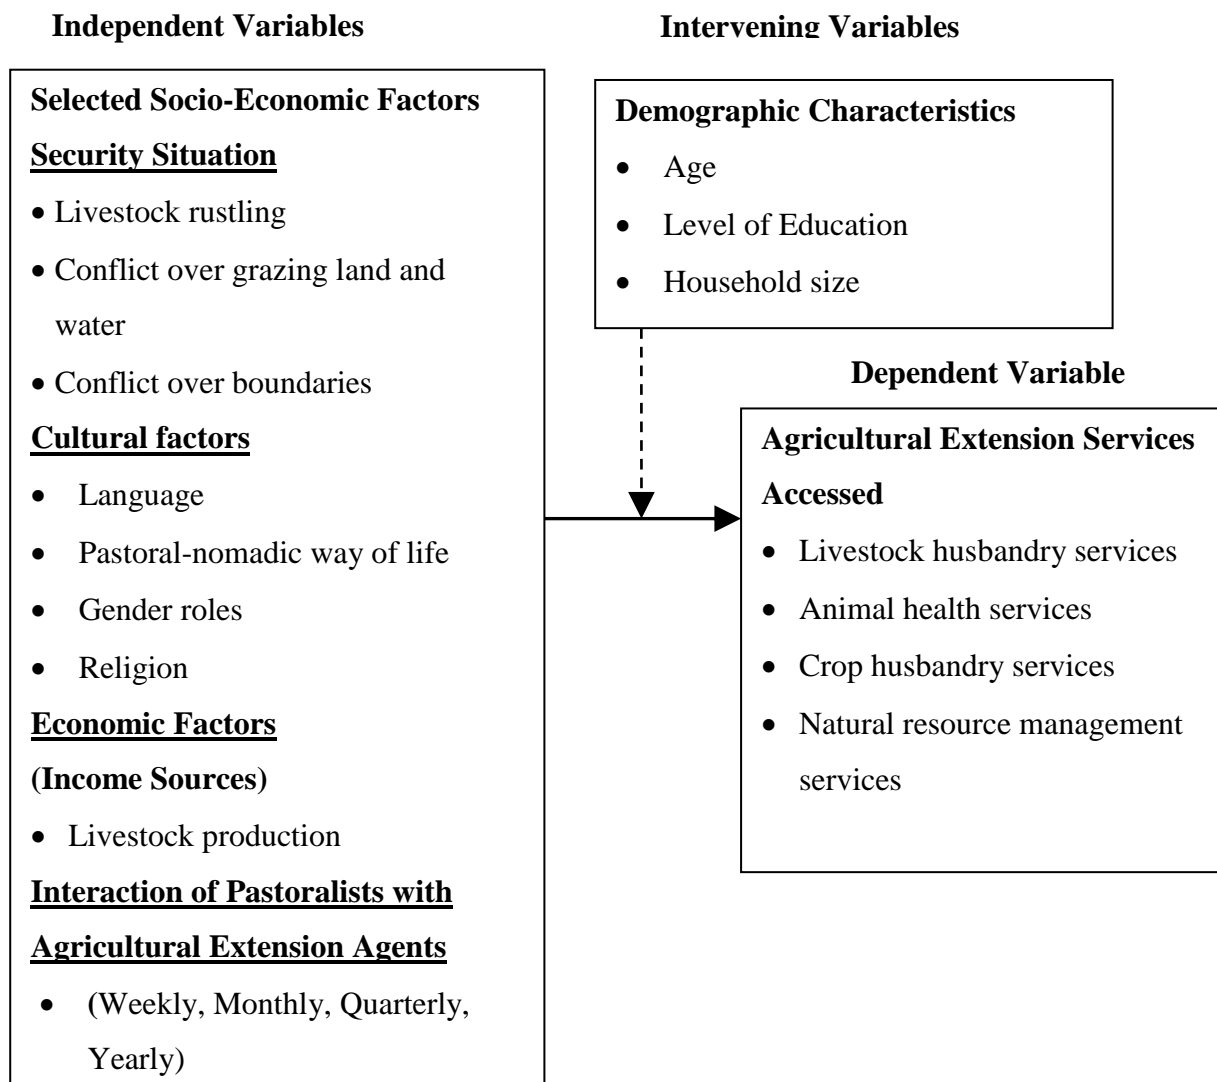 Independent Variables
Selected Socio-Economic Factors
Security Situation
• Livestock rustling
• Conflict over grazing land and
water
• Conflict over boundaries
Cultural factors
• Language
• Pastoral-nomadic way of life
• Gender roles
• Religion
Economic Factors
(Income Sources)
• Livestock production
Interaction of Pastoralists with
Agricultural Extension Agents
• (Weekly, Monthly, Quarterly,
Yearly)
Intervening Variables
Demographic Characteristics
• Age
• Level of Education
• Household size
Dependent Variable
Agricultural Extension Services
Accessed
• Livestock husbandry services
• Animal health services
• Crop husbandry services
• Natural resource management
services